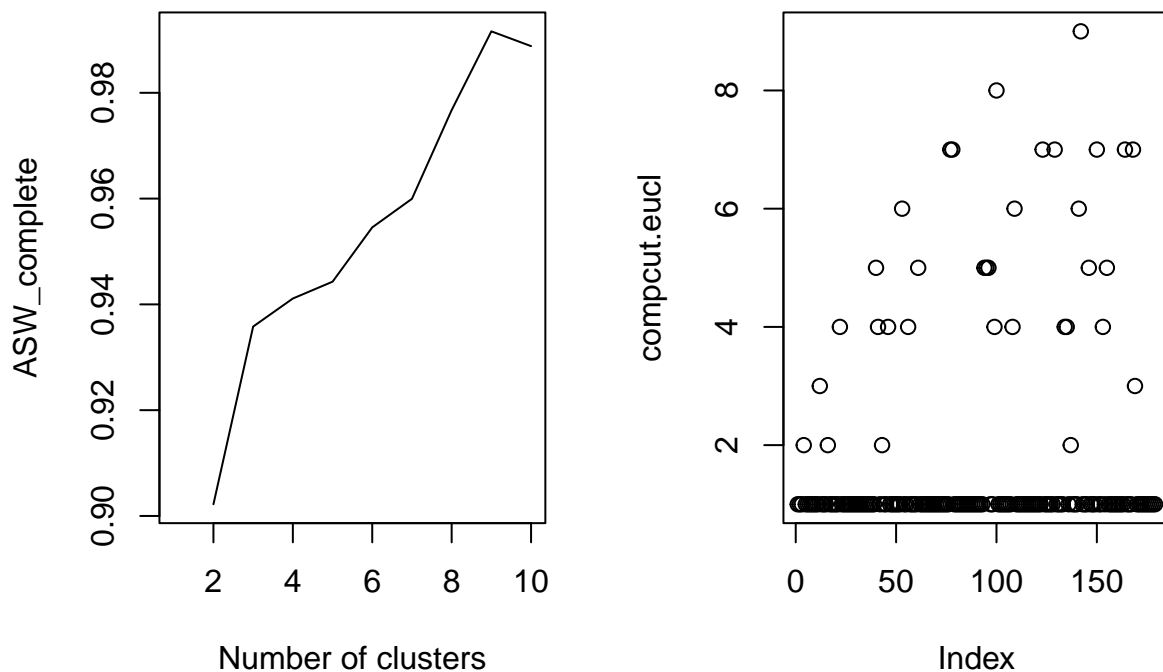 ASW_complete
0.98
0.96
0.94
0.92
0.90
2 4 6 8 10
Number of clusters
compcut.eucl
8
6
4
2
0 50 100 150
Index